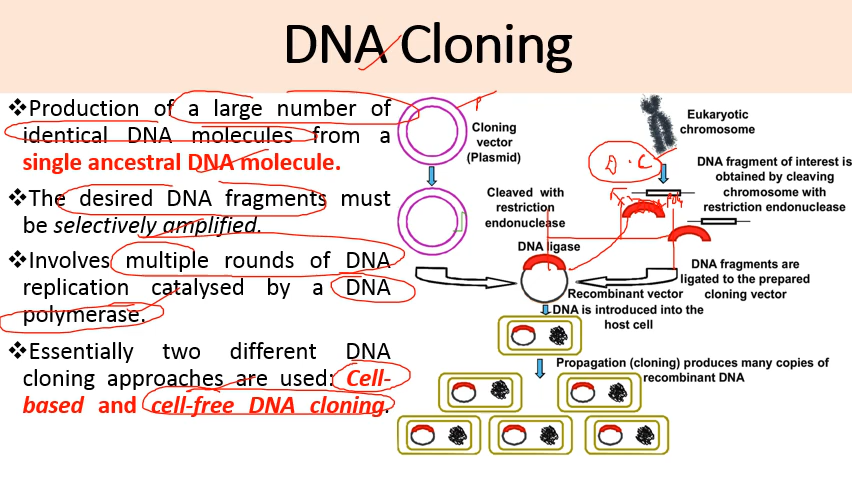 DNA Cloning
❖Production of a large number of
identical DNA molecules from a
single ancestral DNA molecule.
❖The desired DNA fragments must
be selectively amplified.
❖Involves multiple rounds of DNA
replication catalysed by a DNA
polymerase.
❖Essentially two different DNA
cloning approaches are used: Cell-
based and cell-free DNA cloning.
P
Cloning
vector
(Plasmid)
Eukaryotic
chromosome
D.C
DNA fragment of interest is
obtained by cleaving
chromosome with
restriction endonuclease
Cleaved with
restriction
endonuclease
DNA ligase
DNA fragments are
ligated to the prepared
cloning vector
Recombinant vector
DNA is introduced into the
host cell
Propagation (cloning) produces many copies of
recombinant DNA